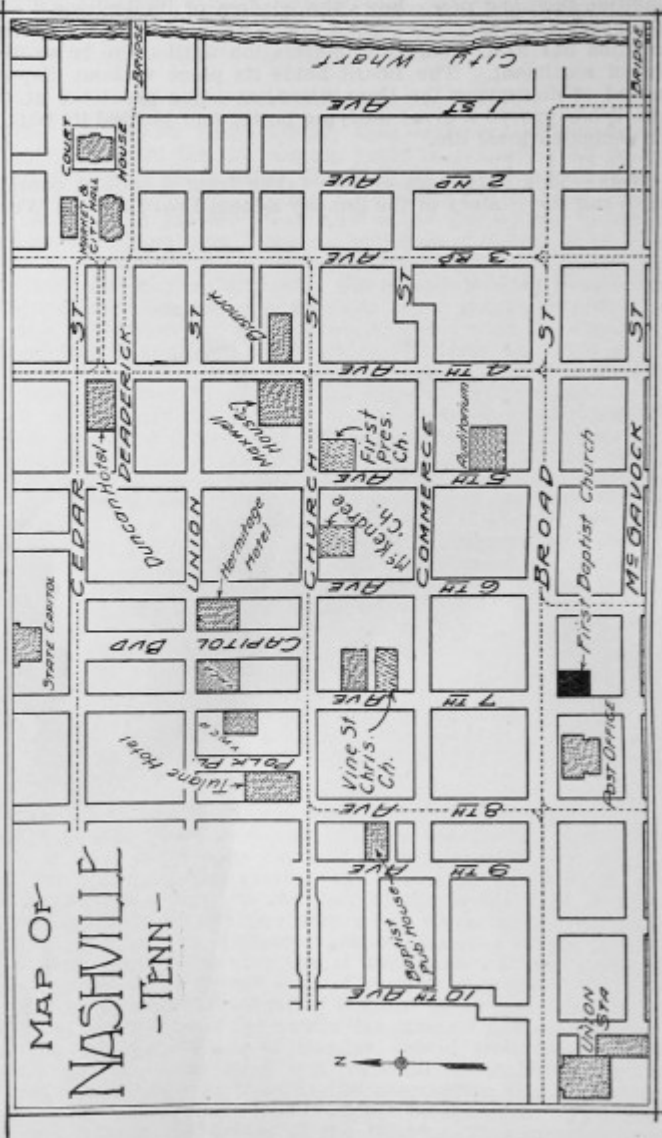 MAP OF
NASHVILLE
- TENN -
N
CITY WHARF
BRIDGE
BRIDGE
1ST AVE
2ND AVE
3RD AVE
4TH AVE
5TH AVE
6TH AVE
7TH AVE
8TH AVE
9TH AVE
10TH AVE
CEDAR ST
DEADERICK
UNION ST
CHURCH ST
COMMERCE ST
BROAD ST
McGAVOCK ST
CAPITOL BVD
POLK PL.
COURT
HOUSE
MARKET &
CITY HALL
STATE CAPITOL
Duncan Hotel
Bismark
Maxwell
House
Hermitage
Hotel
Tulane Hotel
YMCA
First
Pres.
Ch.
McKendree
Ch.
Vine St
Chris.
Ch.
Auditorium
First Baptist Church
POST OFFICE
Baptist
Pub. House
UNION
STA